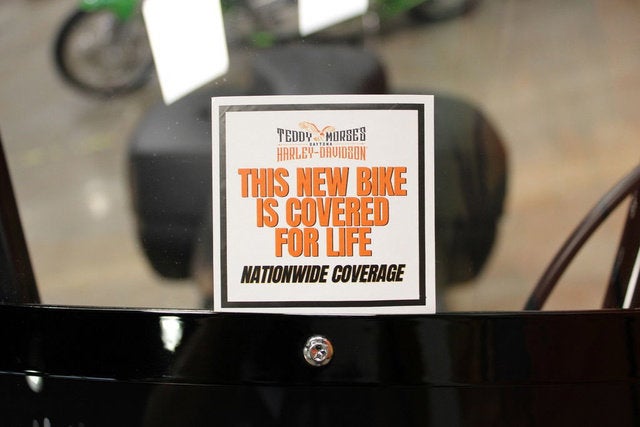 TEDDY MORSES
DAYTONA
HARLEY-DAVIDSON
THIS NEW BIKE
IS COVERED
FOR LIFE
NATIONWIDE COVERAGE